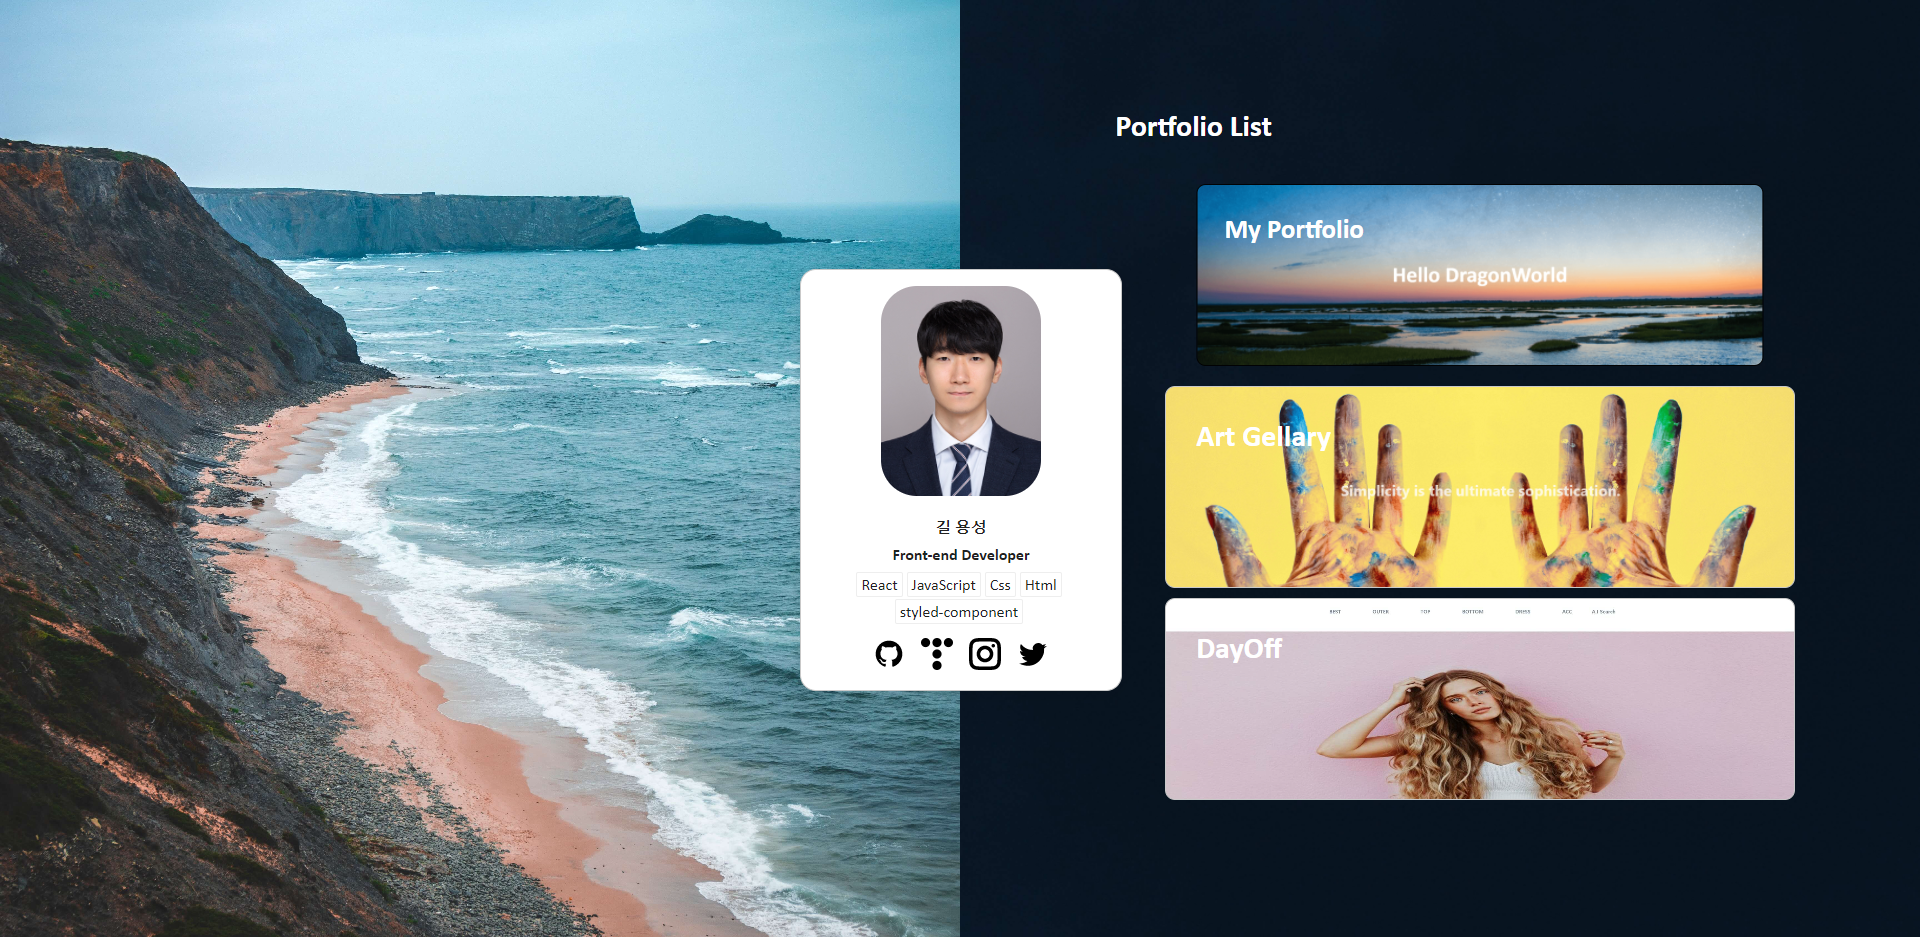 Portfolio List
My Portfolio
Hello DragonWorld
Art Gellary
Simplicity is the ultimate sophistication.
BEST OUTER TOP BOTTOM DRESS ACC A.I Search
DayOff
길 용성
Front-end Developer
React JavaScript Css Html
styled-component